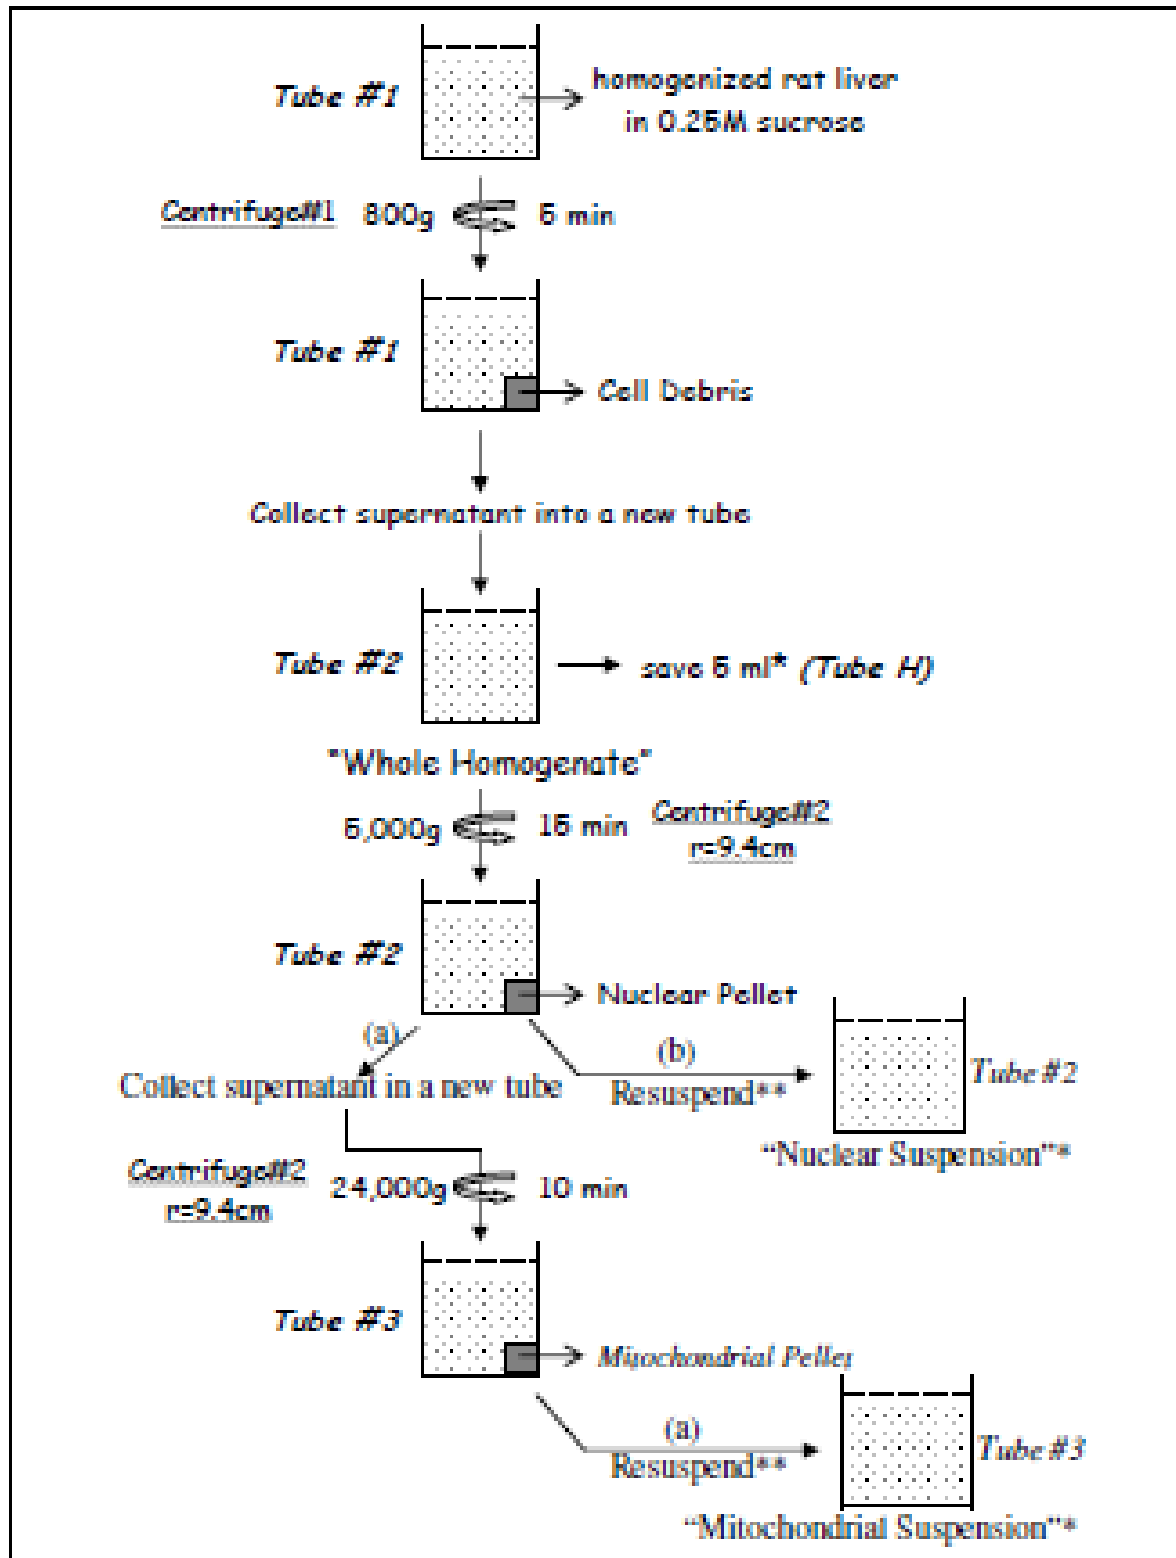 Tube #1
homogenized rat liver
in 0.25M sucrose
Centrifuge#1 800g 5 min
Tube #1
Cell Debris
Collect supernatant into a new tube
Tube #2
save 5 ml* (Tube H)
"Whole Homogenate"
5,000g 15 min Centrifuge#2
r=9.4cm
Tube #2
Nuclear Pellet
(a)
(b)
Collect supernatant in a new tube
Resuspend**
Tube #2
“Nuclear Suspension”*
Centrifuge#2
r=9.4cm
24,000g 10 min
Tube #3
Mitochondrial Pellet
(a)
Resuspend**
Tube #3
“Mitochondrial Suspension”*